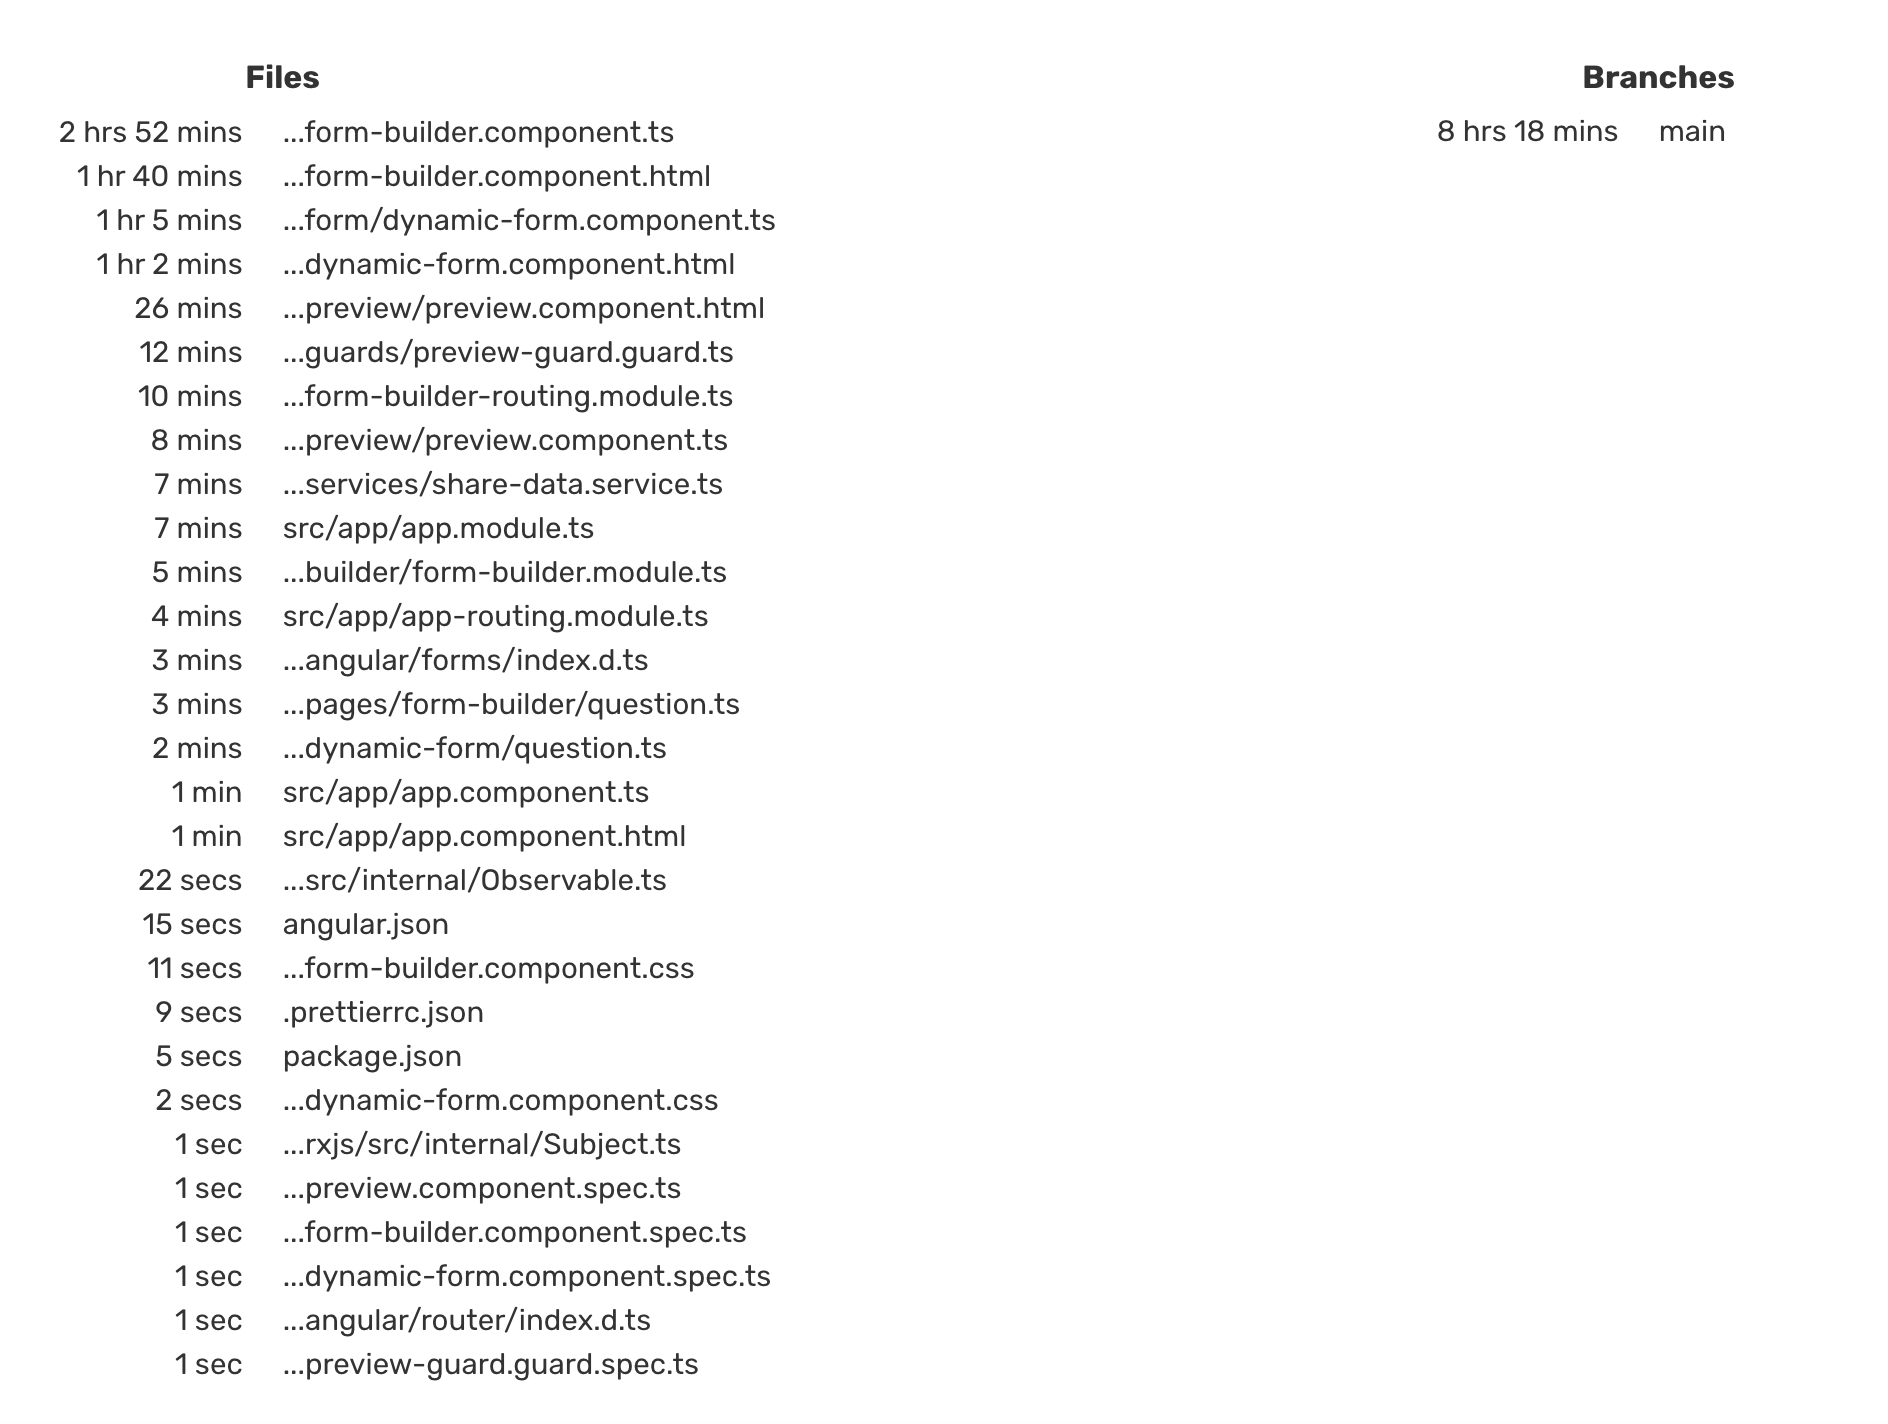 Files
2 hrs 52 mins ...form-builder.component.ts
1 hr 40 mins ...form-builder.component.html
1 hr 5 mins ...form/dynamic-form.component.ts
1 hr 2 mins ...dynamic-form.component.html
26 mins ...preview/preview.component.html
12 mins ...guards/preview-guard.guard.ts
10 mins ...form-builder-routing.module.ts
8 mins ...preview/preview.component.ts
7 mins ...services/share-data.service.ts
7 mins src/app/app.module.ts
5 mins ...builder/form-builder.module.ts
4 mins src/app/app-routing.module.ts
3 mins ...angular/forms/index.d.ts
3 mins ...pages/form-builder/question.ts
2 mins ...dynamic-form/question.ts
1 min src/app/app.component.ts
1 min src/app/app.component.html
22 secs ...src/internal/Observable.ts
15 secs angular.json
11 secs ...form-builder.component.css
9 secs .prettierrc.json
5 secs package.json
2 secs ...dynamic-form.component.css
1 sec ...rxjs/src/internal/Subject.ts
1 sec ...preview.component.spec.ts
1 sec ...form-builder.component.spec.ts
1 sec ...dynamic-form.component.spec.ts
1 sec ...angular/router/index.d.ts
1 sec ...preview-guard.guard.spec.ts
Branches
8 hrs 18 mins main